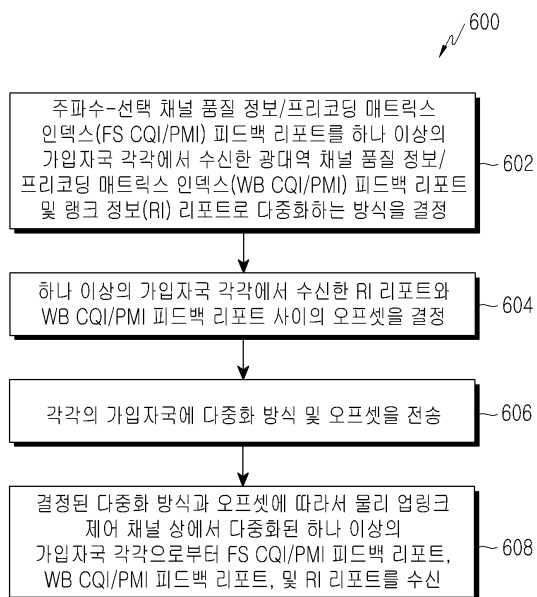 600
주파수-선택 채널 품질 정보/프리코딩 매트릭스
인덱스(FS CQI/PMI) 피드백 리포트를 하나 이상의
가입자국 각각에서 수신한 광대역 채널 품질 정보/
프리코딩 매트릭스 인덱스(WB CQI/PMI) 피드백 리포트
및 랭크 정보(RI) 리포트로 다중화하는 방식을 결정
602
하나 이상의 가입자국 각각에서 수신한 RI 리포트와
WB CQI/PMI 피드백 리포트 사이의 오프셋을 결정
604
각각의 가입자국에 다중화 방식 및 오프셋을 전송
606
결정된 다중화 방식과 오프셋에 따라서 물리 업링크
제어 채널 상에서 다중화된 하나 이상의
가입자국 각각으로부터 FS CQI/PMI 피드백 리포트,
WB CQI/PMI 피드백 리포트, 및 RI 리포트를 수신
608